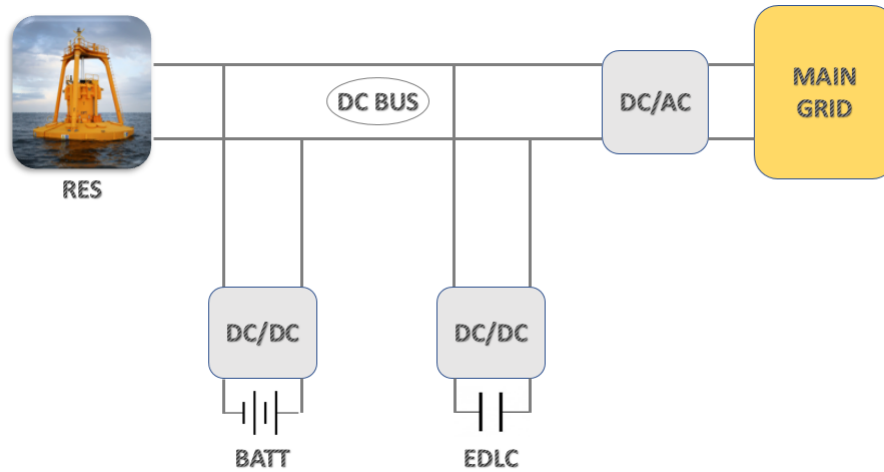 MAIN
GRID
DC BUS
DC/AC
RES
DC/DC
DC/DC
BATT
EDLC